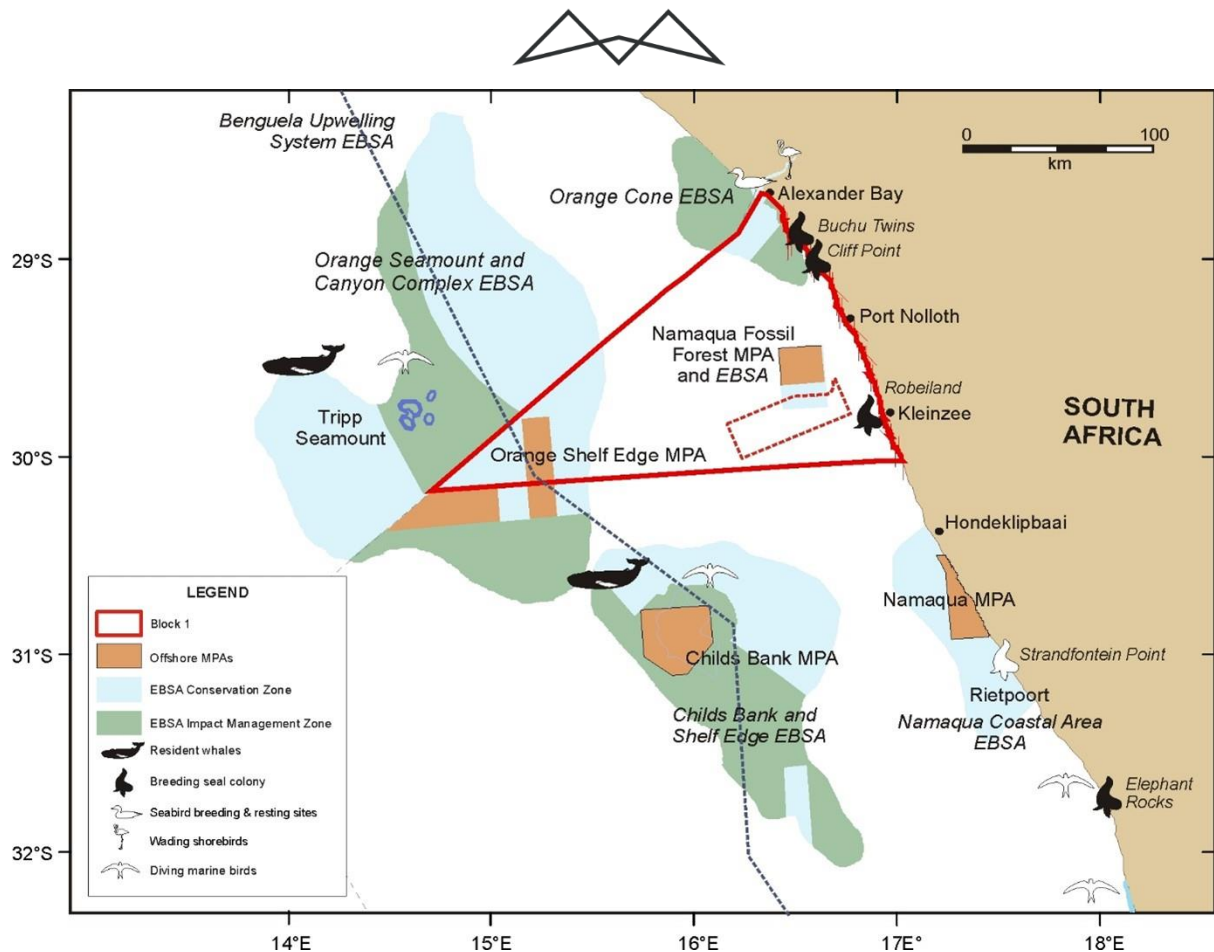 Benguela Upwelling
System EBSA
0 100
km
Orange Cone EBSA
Alexander Bay
Buchu Twins
Cliff Point
29°S
Orange Seamount and
Canyon Complex EBSA
Port Nolloth
Namaqua Fossil
Forest MPA
and EBSA
Robeiland
Kleinzee
SOUTH
AFRICA
Tripp
Seamount
30°S
Orange Shelf Edge MPA
Hondeklipbaai
LEGEND
Block 1
Offshore MPAs
EBSA Conservation Zone
EBSA Impact Management Zone
Resident whales
Breeding seal colony
Seabird breeding & resting sites
Wading shorebirds
Diving marine birds
Namaqua MPA
31°S
Childs Bank MPA
Strandfontein Point
Rietpoort
Namaqua Coastal Area
EBSA
Childs Bank and
Shelf Edge EBSA
Elephant
Rocks
32°S
14°E 15°E 16°E 17°E 18°E